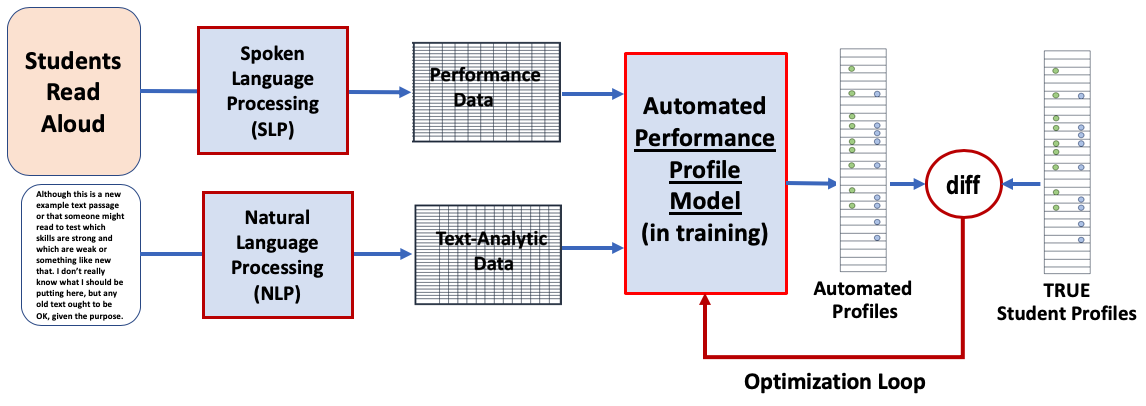 Students
Read
Aloud
Spoken
Language
Processing
(SLP)
Performance
Data
Although this is a new
example text passage
or that someone might
read to test which
skills are strong and
which are weak or
something like new
that. I don't really
know what I should be
putting here, but any
old text ought to be
OK, given the purpose.
Natural
Language
Processing
(NLP)
Text-Analytic
Data
Automated
Performance
Profile
Model
(in training)
Automated
Profiles
diff
TRUE
Student Profiles
Optimization Loop